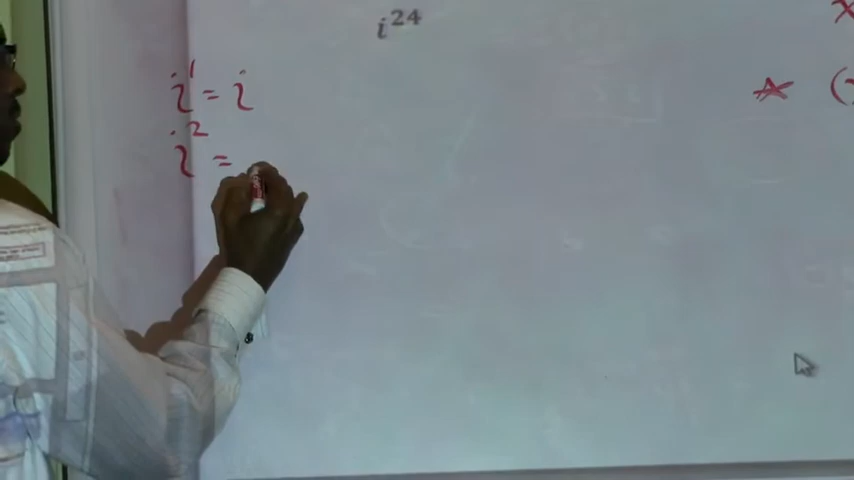 i²⁴
i¹ = i
i² =